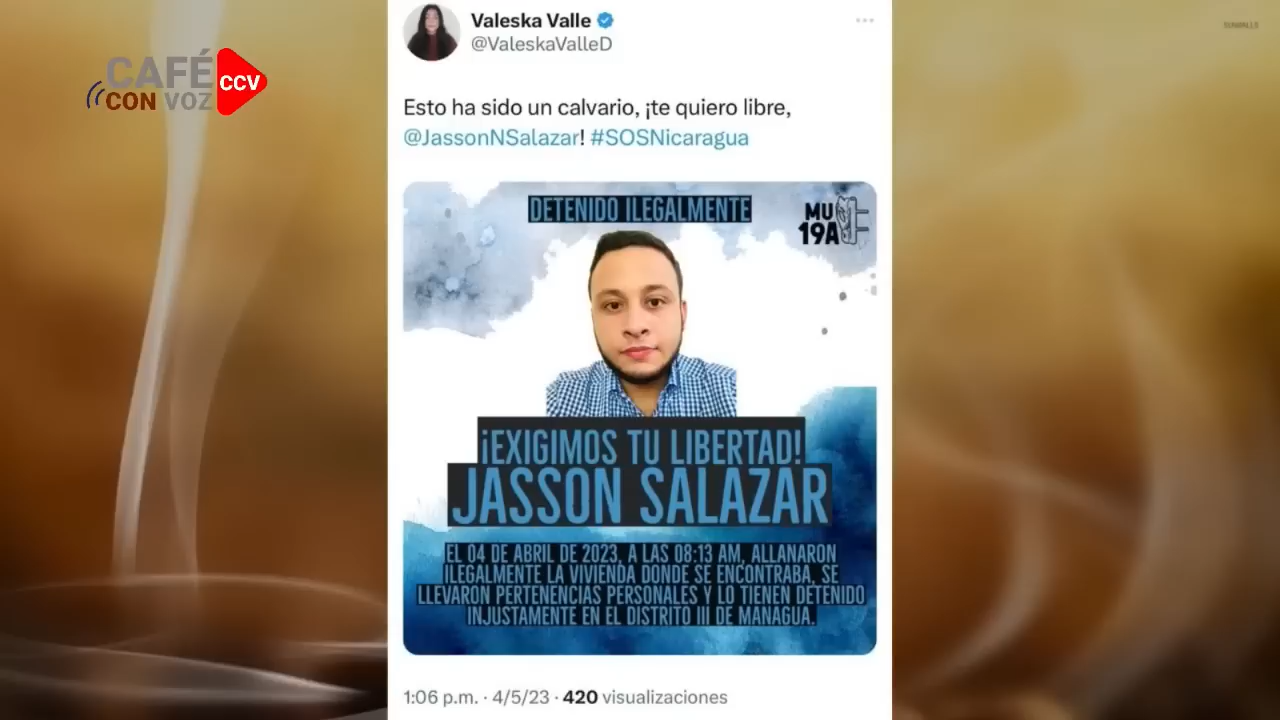 CAFÉ
CON VOZ
CCV
Valeska Valle
@ValeskaValleD
Esto ha sido un calvario, ¡te quiero libre,
@JassonNSalazar! #SOSNicaragua
DETENIDO ILEGALMENTE
MU
19A
¡EXIGIMOS TU LIBERTAD!
JASSON SALAZAR
EL 04 DE ABRIL DE 2023, A LAS 08:13 AM, ALLANARON
ILEGALMENTE LA VIVIENDA DONDE SE ENCONTRABA, SE
LLEVARON PERTENENCIAS PERSONALES Y LO TIENEN DETENIDO
INJUSTAMENTE EN EL DISTRITO III DE MANAGUA.
1:06 p.m. · 4/5/23 · 420 visualizaciones